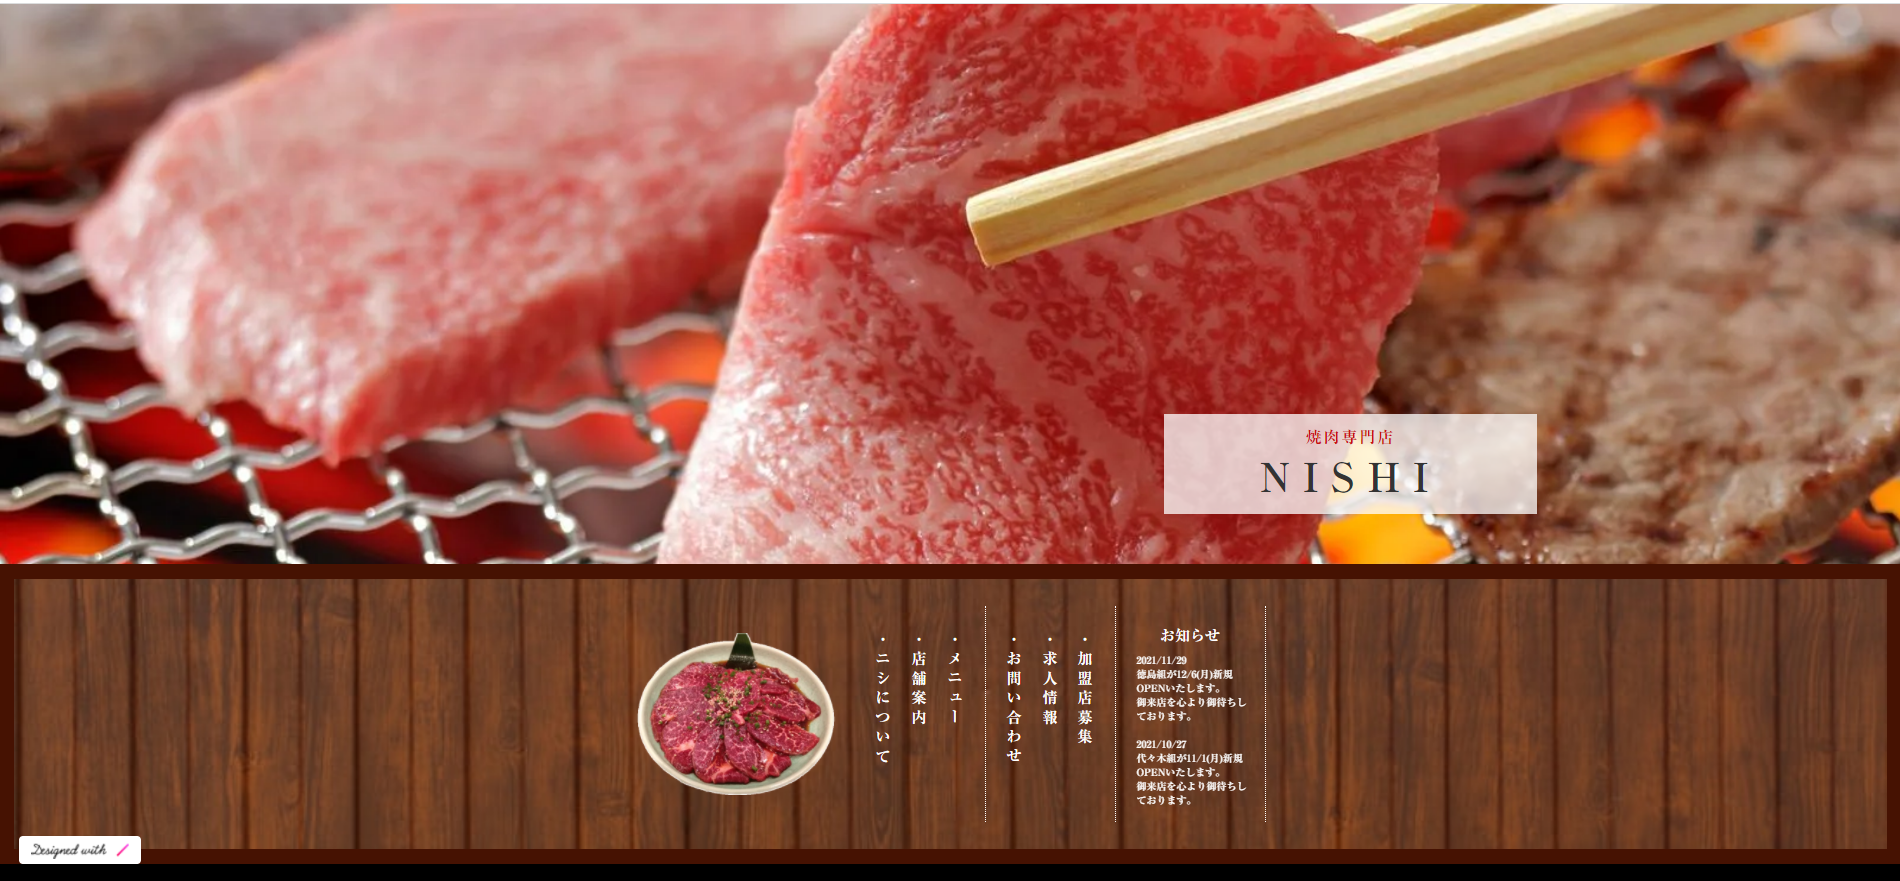 焼肉専門店
NISHI
・ニシについて
・店舗案内
・メニュー
・お問い合わせ
・求人情報
・加盟店募集
お知らせ
2021/11/29
徳島組が12/6(月)新規
OPENいたします。
御来店を心より御待ちし
ております。
2021/10/27
代々木組が11/1(月)新規
OPENいたします。
御来店を心より御待ちし
ております。
Designed with